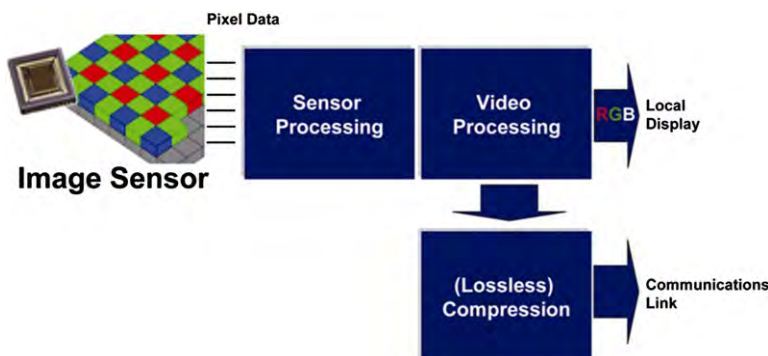 Pixel Data
Image Sensor
Sensor
Processing
Video
Processing
RGB
Local
Display
(Lossless)
Compression
Communications
Link